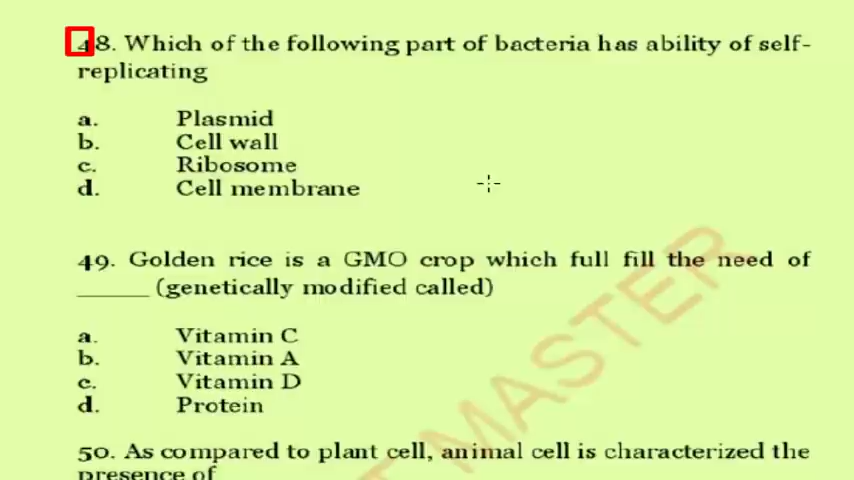 48. Which of the following part of bacteria has ability of self-
replicating
a. Plasmid
b. Cell wall
c. Ribosome
d. Cell membrane
49. Golden rice is a GMO crop which full fill the need of
______ (genetically modified called)
a. Vitamin C
b. Vitamin A
c. Vitamin D
d. Protein
50. As compared to plant cell, animal cell is characterized the
presence of
MASTER